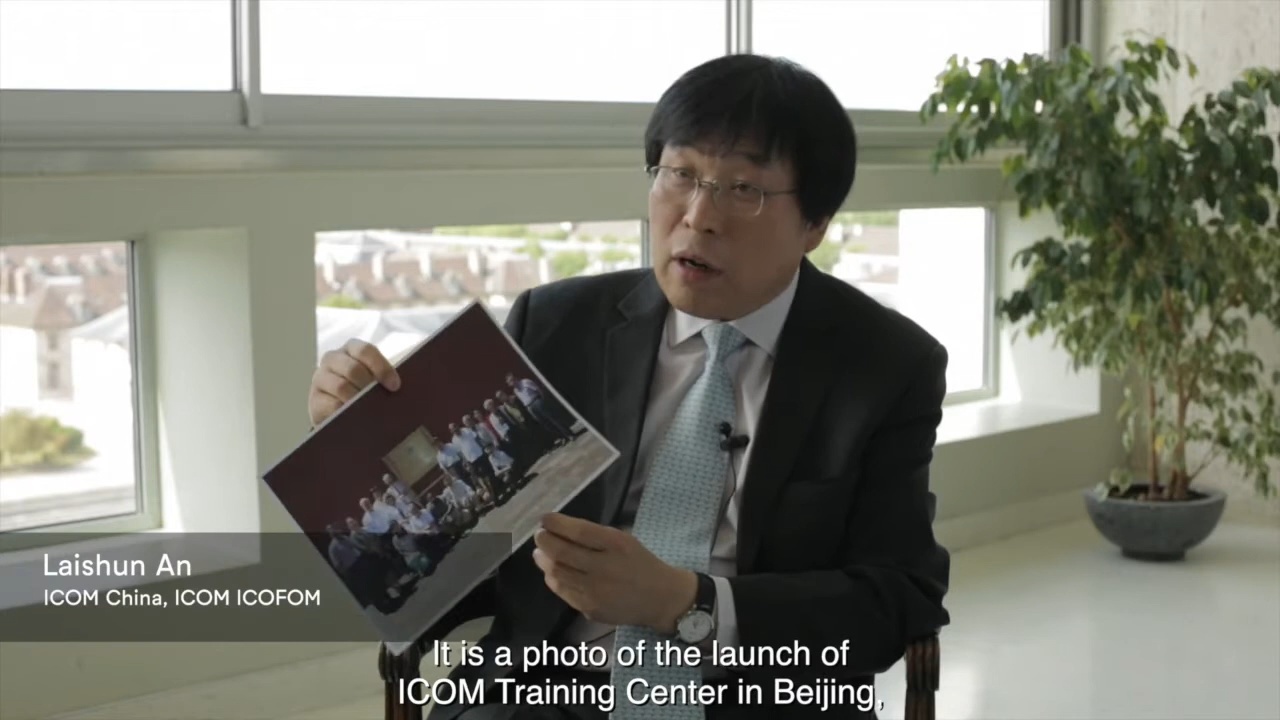 Laishun An
ICOM China, ICOM ICOFOM
It is a photo of the launch of
ICOM Training Center in Beijing,